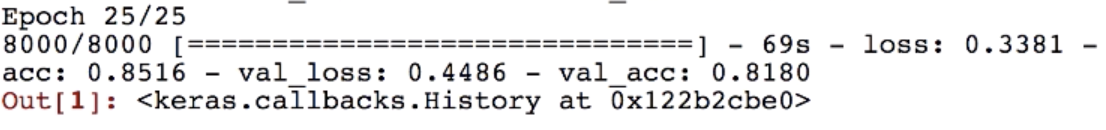 Epoch 25/25
8000/8000 [==============================] - 69s - loss: 0.3381 -
acc: 0.8516 - val_loss: 0.4486 - val_acc: 0.8180
Out[1]: <keras.callbacks.History at 0x122b2cbe0>